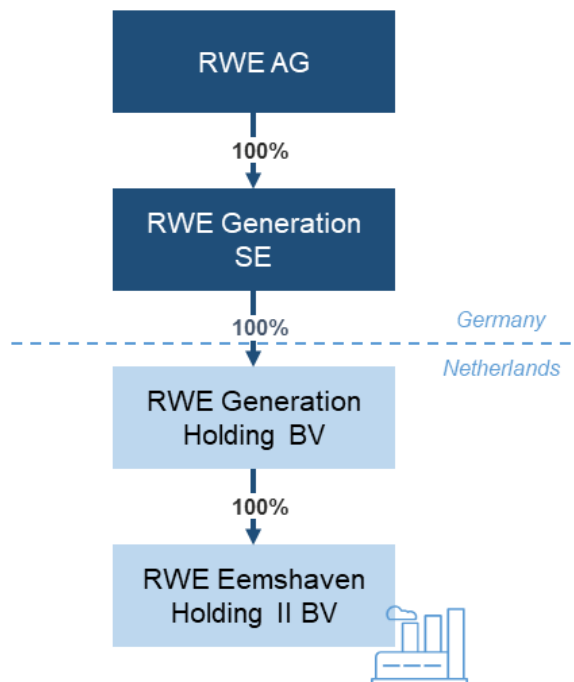 RWE AG
100%
RWE Generation
SE
100%
Germany
Netherlands
RWE Generation
Holding BV
100%
RWE Eemshaven
Holding II BV